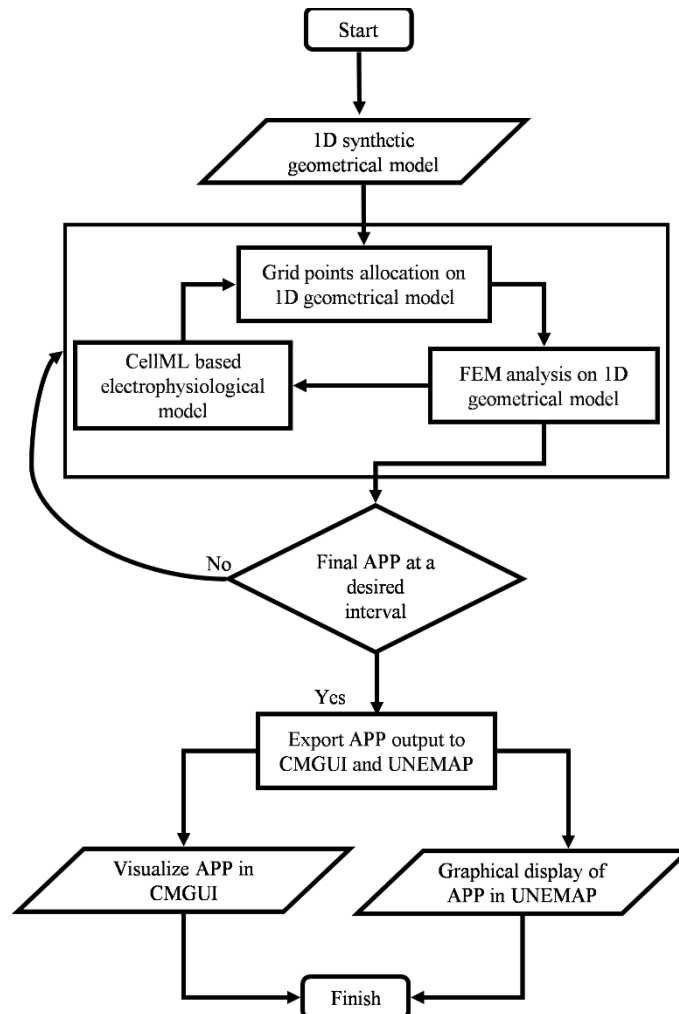 Start
1D synthetic
geometrical model
Grid points allocation on
1D geometrical model
CellML based
electrophysiological
model
FEM analysis on 1D
geometrical model
No
Final APP at a
desired
interval
Yes
Export APP output to
CMGUI and UNEMAP
Visualize APP in
CMGUI
Graphical display of
APP in UNEMAP
Finish